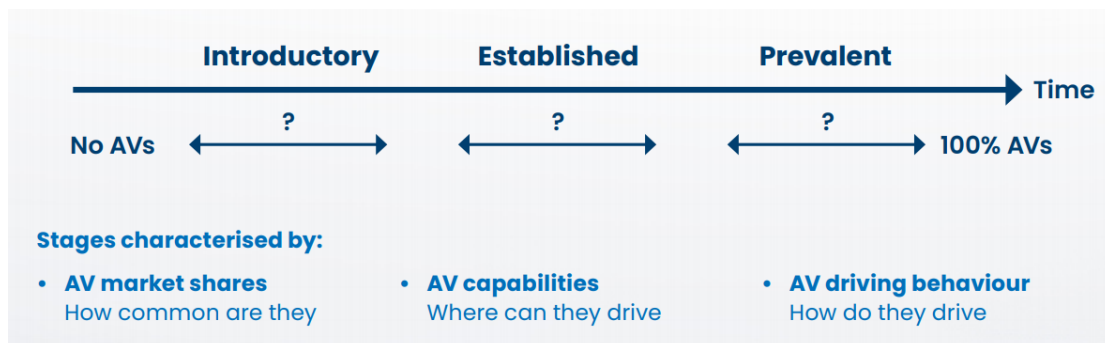 Introductory Established Prevalent
Time
? ? ?
No AVs 100% AVs
Stages characterised by:
• AV market shares
How common are they
• AV capabilities
Where can they drive
• AV driving behaviour
How do they drive